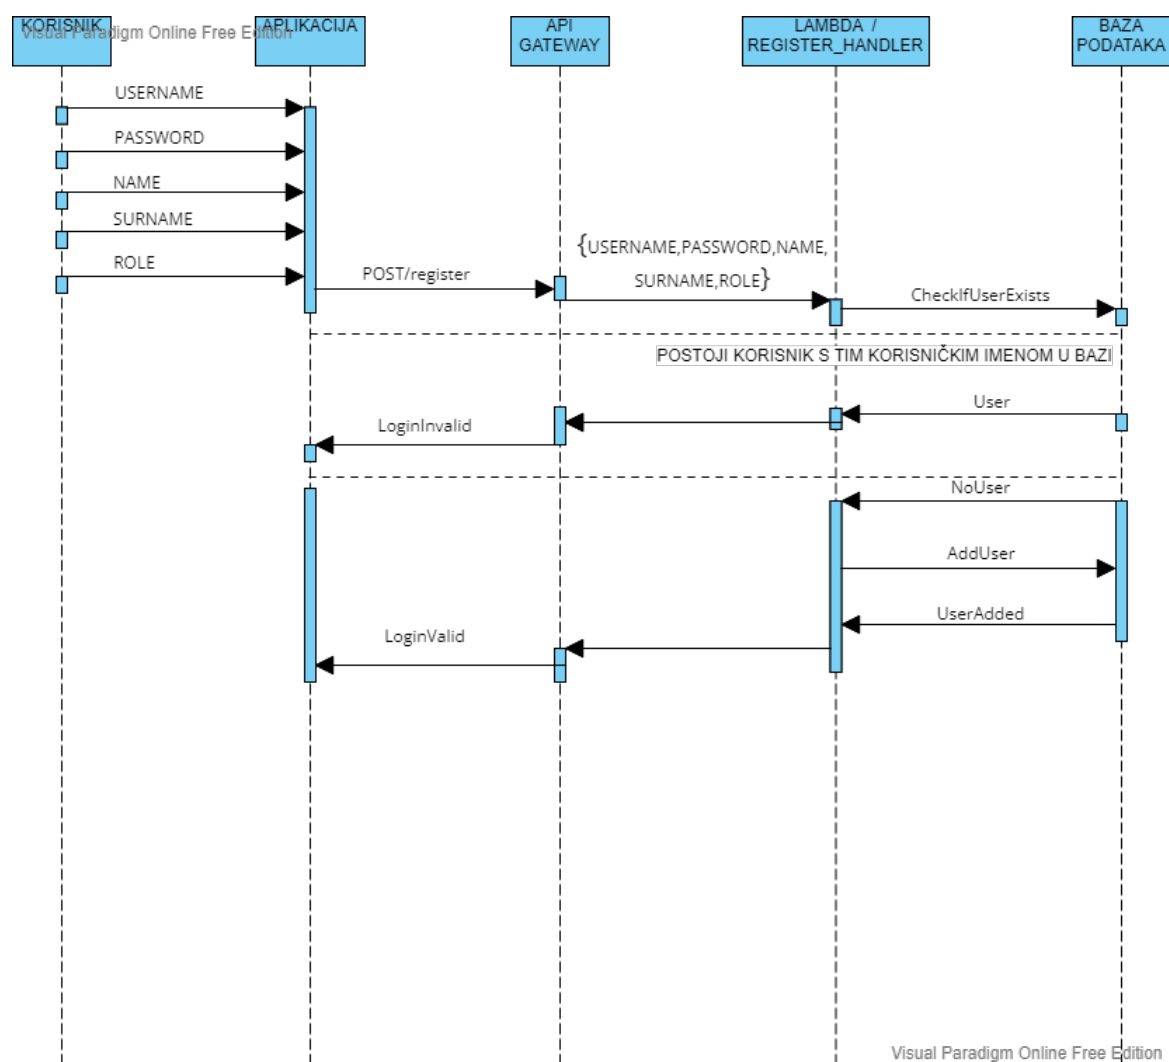 KORISNIK
Visual Paradigm Online Free Edition
APLIKACIJA
API
GATEWAY
LAMBDA /
REGISTER_HANDLER
BAZA
PODATAKA
USERNAME
PASSWORD
NAME
SURNAME
ROLE
POST/register
{USERNAME,PASSWORD,NAME,
SURNAME,ROLE}
CheckIfUserExists
POSTOJI KORISNIK S TIM KORISNIČKIM IMENOM U BAZI
User
LoginInvalid
NoUser
AddUser
UserAdded
LoginValid
Visual Paradigm Online Free Edition